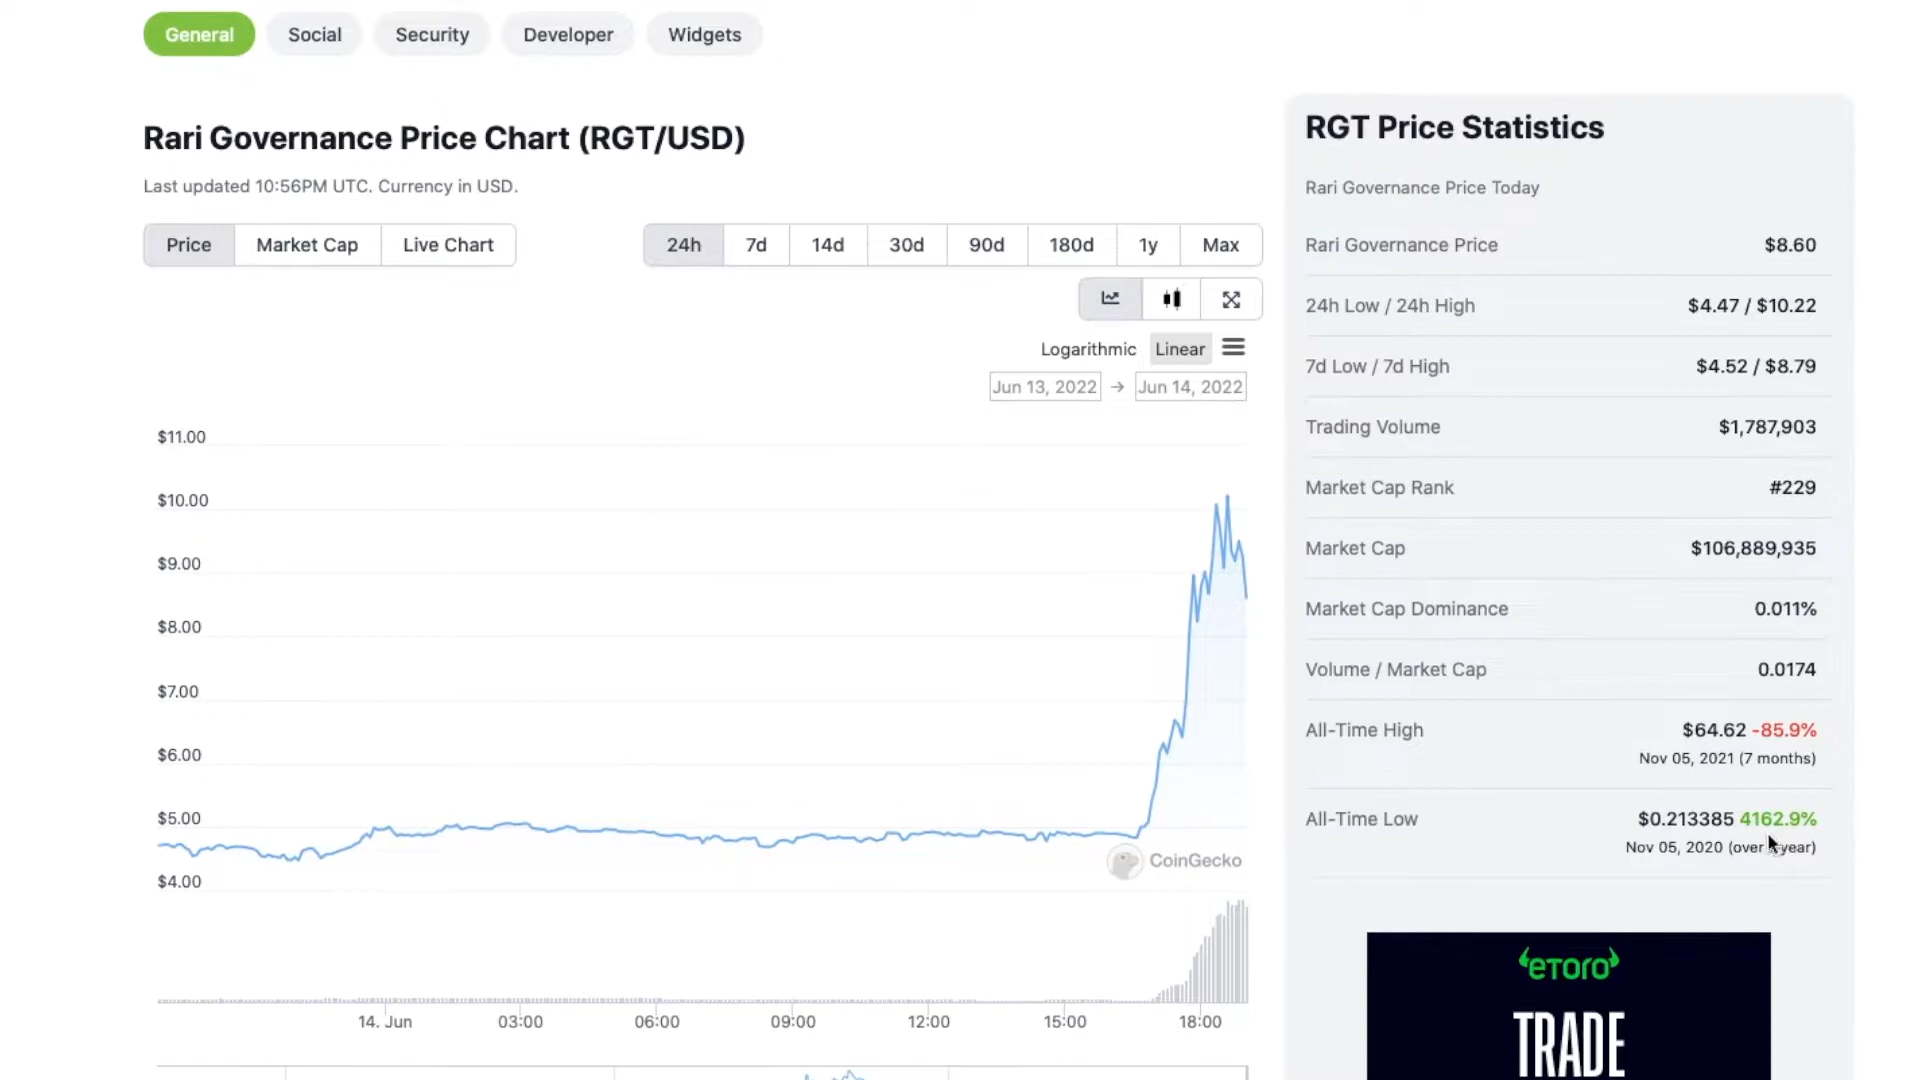 General Social Security Developer Widgets
Rari Governance Price Chart (RGT/USD)
Last updated 10:56PM UTC. Currency in USD.
Price Market Cap Live Chart
24h 7d 14d 30d 90d 180d 1y Max
Logarithmic Linear
Jun 13, 2022 → Jun 14, 2022
$11.00
$10.00
$9.00
$8.00
$7.00
$6.00
$5.00
$4.00
CoinGecko
14. Jun 03:00 06:00 09:00 12:00 15:00 18:00
RGT Price Statistics
Rari Governance Price Today
Rari Governance Price $8.60
24h Low / 24h High $4.47 / $10.22
7d Low / 7d High $4.52 / $8.79
Trading Volume $1,787,903
Market Cap Rank #229
Market Cap $106,889,935
Market Cap Dominance 0.011%
Volume / Market Cap 0.0174
All-Time High $64.62 -85.9%
Nov 05, 2021 (7 months)
All-Time Low $0.213385 4162.9%
Nov 05, 2020 (over year)
eToro
TRADE